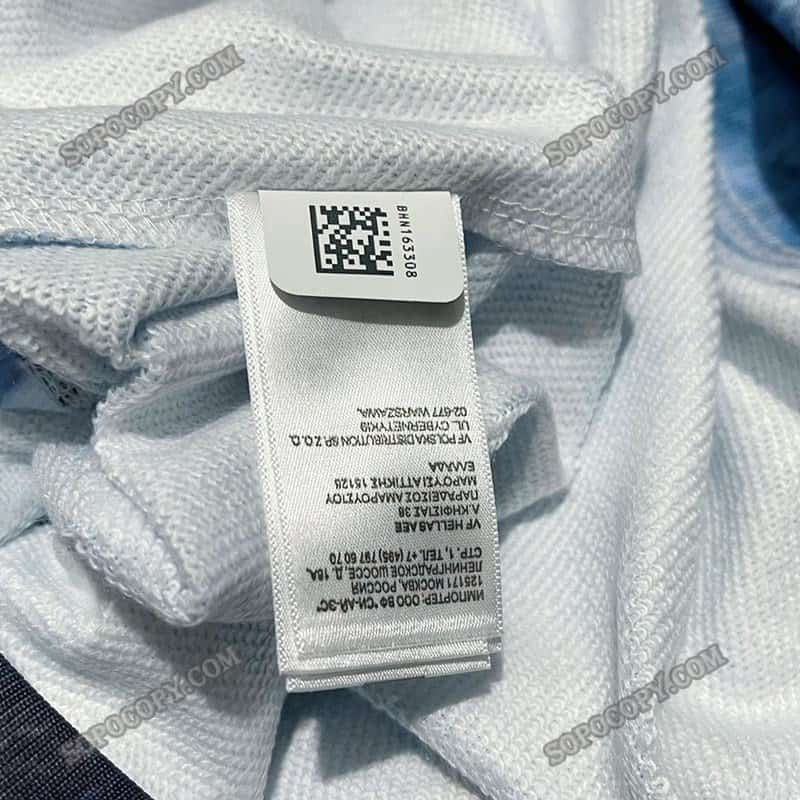 SOPOCOPY.COM
SOPOCOPY.COM
BHN163308
ИМПОРТЕР: ООО ВФ "СИ-АЙ-ЭС"
125171 МОСКВА, РОССИЯ
ЛЕНИНГРАДСКОЕ ШОССЕ, Д. 16А,
СТР. 1, ТЕЛ. +7 (495) 797 60 70
VF HELLAS AEE
Λ. ΚΗΦΙΣΙΑΣ 38
ΠΑΡΑΔΕΙΣΟΣ ΑΜΑΡΟΥΣΙΟΥ
ΜΑΡΟΥΣΙ ΑΤΤΙΚΗΣ 15125
ΕΛΛΑΔΑ
VF POLSKA DISTRIBUTION SP. Z O.O.
UL. CYBERNETYKI9
02-677 WARSZAWA,
SOPOCOPY.COM
SOPOCOPY.COM